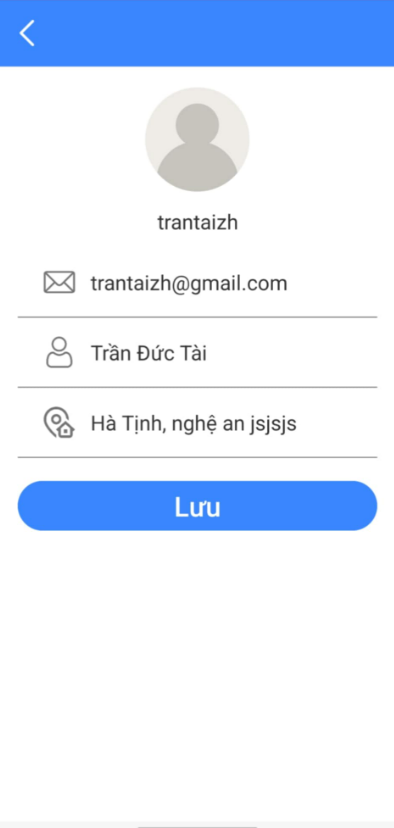 trantaizh
trantaizh@gmail.com
Trần Đức Tài
Hà Tịnh, nghệ an jsjsjs
Lưu